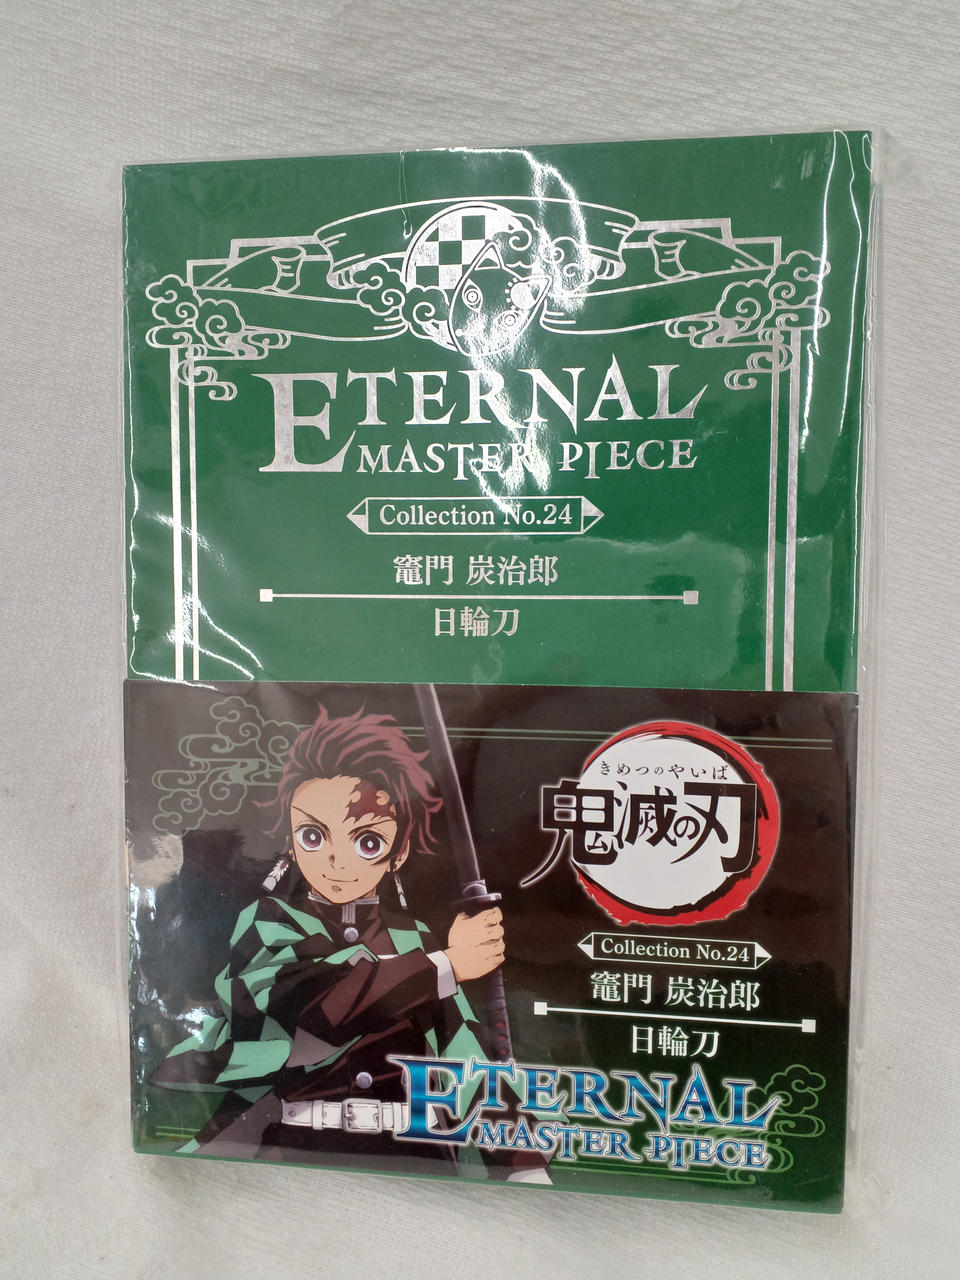 ETERNAL
MASTER PIECE
Collection No.24
竈門 炭治郎
日輪刀
きめつのやいば
鬼滅の刃
Collection No.24
竈門 炭治郎
日輪刀
ETERNAL
MASTER PIECE